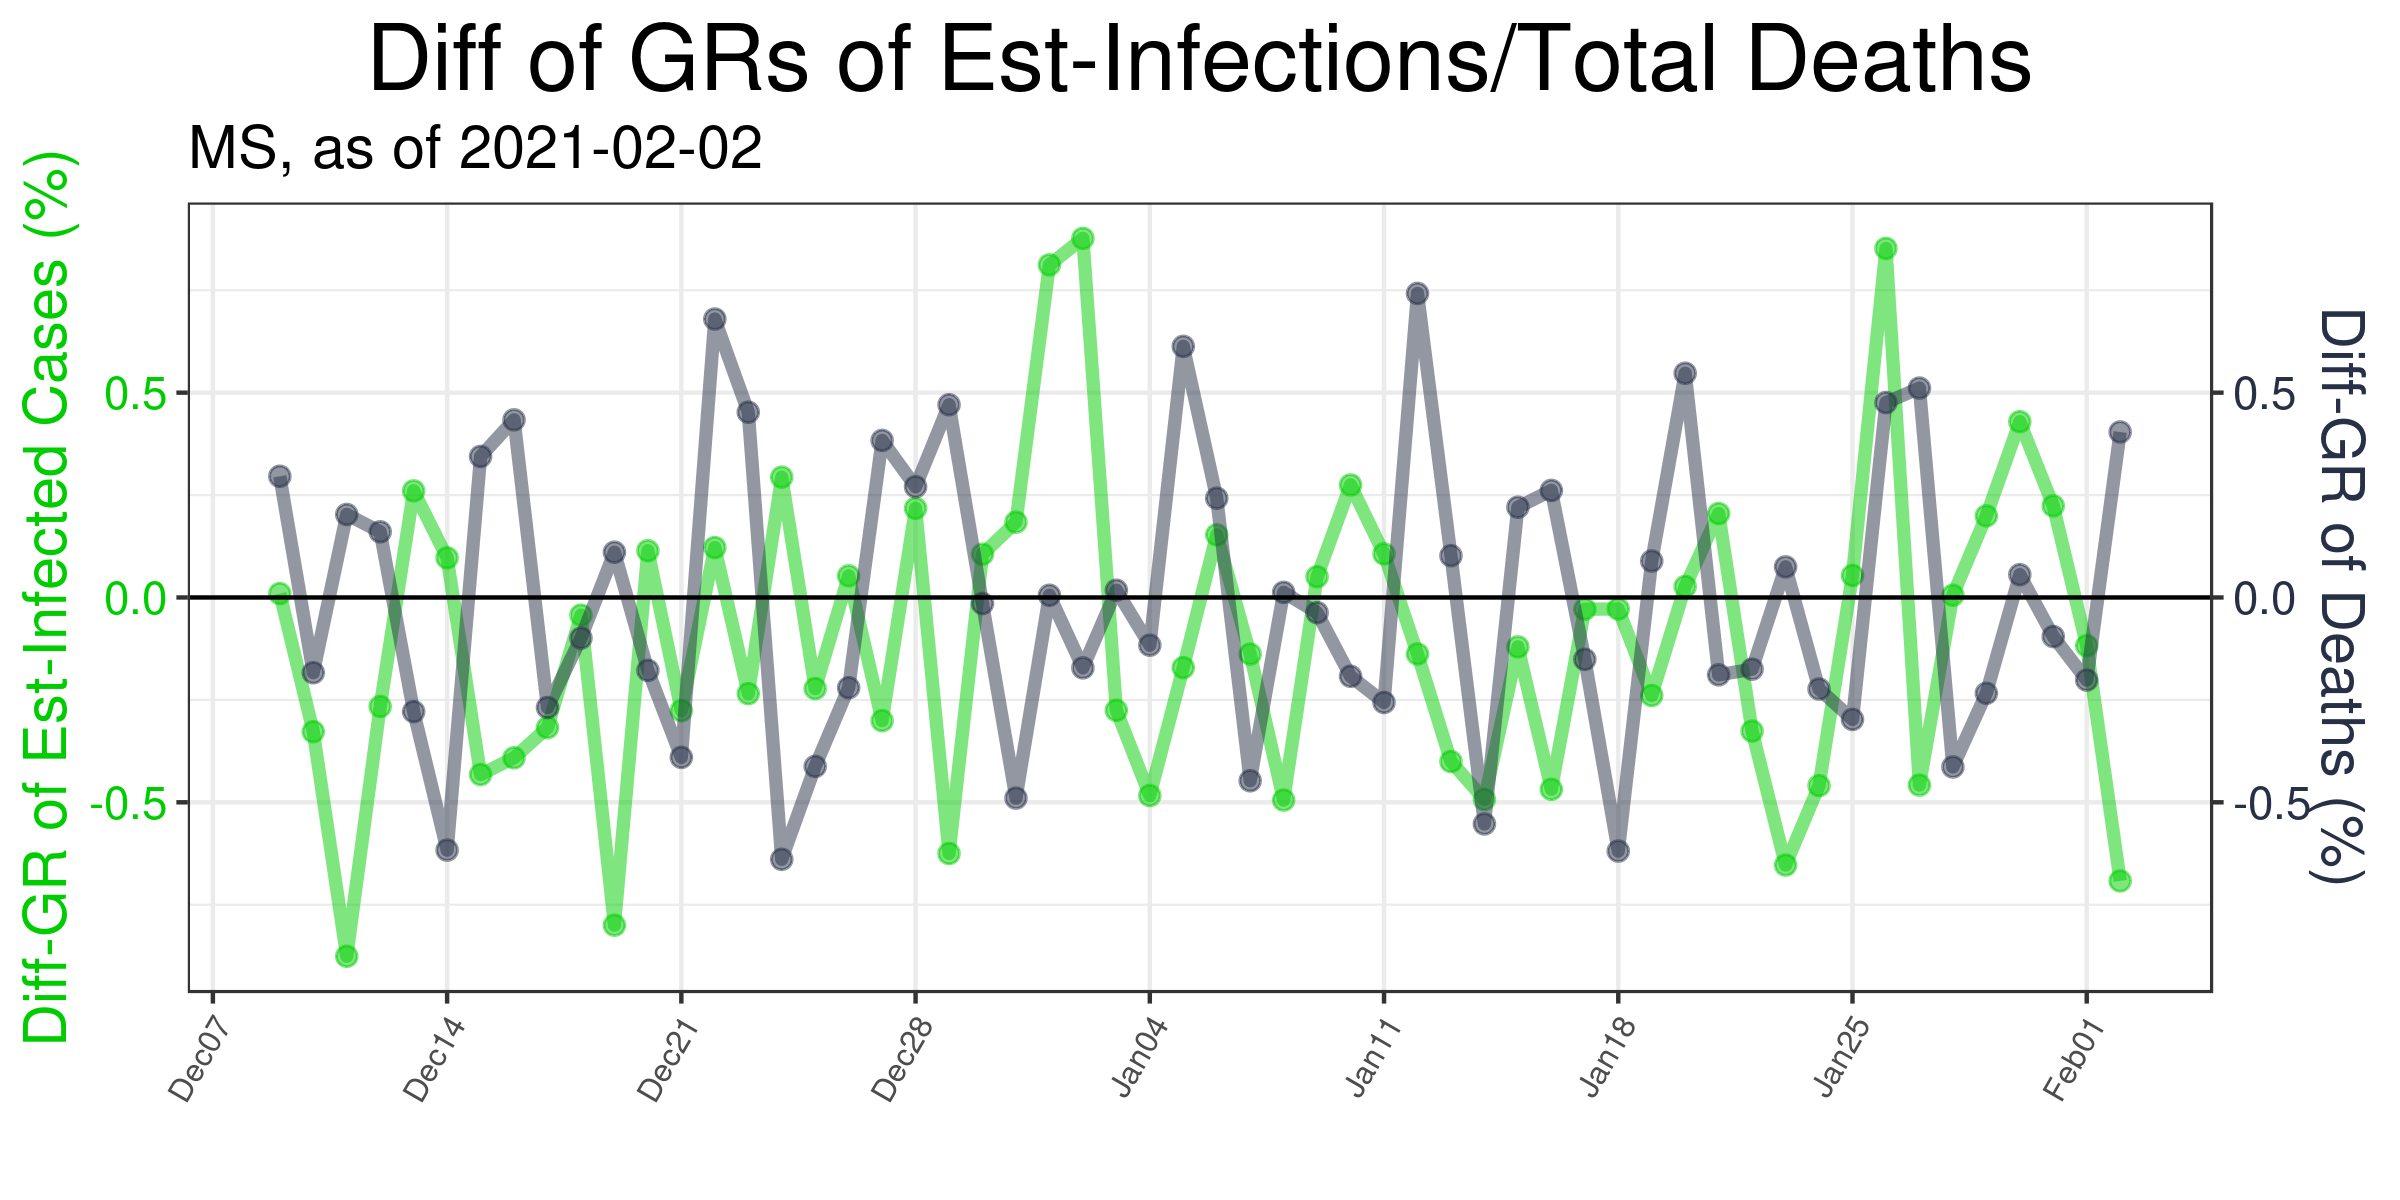 Diff of GRs of Est-Infections/Total Deaths
MS, as of 2021-02-02
Diff-GR of Est-Infected Cases (%)
0.5
0.0
-0.5
0.5
0.0
-0.5
Diff-GR of Deaths (%)
Dec07
Dec14
Dec21
Dec28
Jan04
Jan11
Jan18
Jan25
Feb01